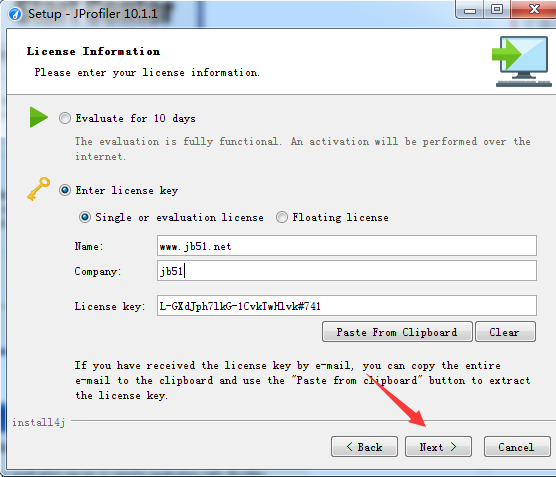 Setup - JProfiler 10.1.1
License Information
Please enter your license information.
Evaluate for 10 days
The evaluation is fully functional. An activation will be performed over the
internet.
Enter license key
Single or evaluation license Floating license
Name: www.jb51.net
Company: jb51
License key: L-GXdJph7lkG-1CvkIwHlvk#741
Paste From Clipboard Clear
If you have received the license key by e-mail, you can copy the entire
e-mail to the clipboard and use the "Paste from clipboard" button to extract
the license key.
install4j
< Back Next > Cancel